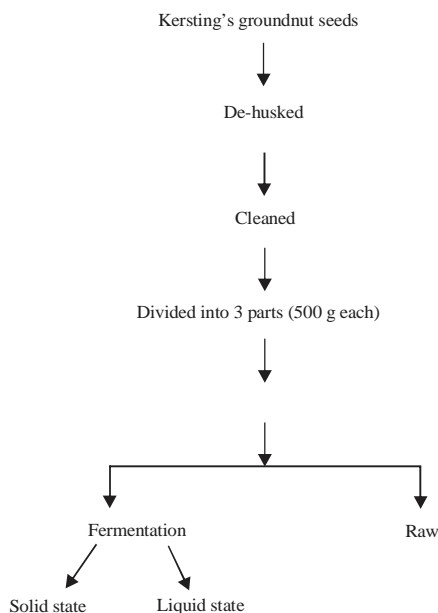 Kersting’s groundnut seeds
De-husked
Cleaned
Divided into 3 parts (500 g each)
Fermentation
Raw
Solid state
Liquid state